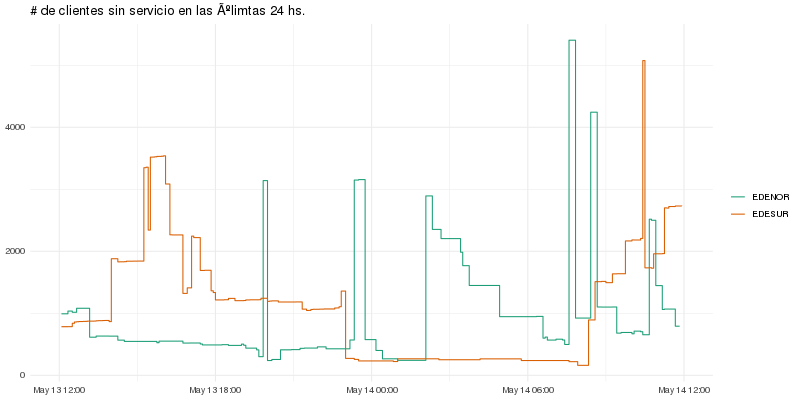 # de clientes sin servicio en las Ãºlimtas 24 hs.
4000
2000
0
May 13 12:00
May 13 18:00
May 14 00:00
May 14 06:00
May 14 12:00
EDENOR
EDESUR